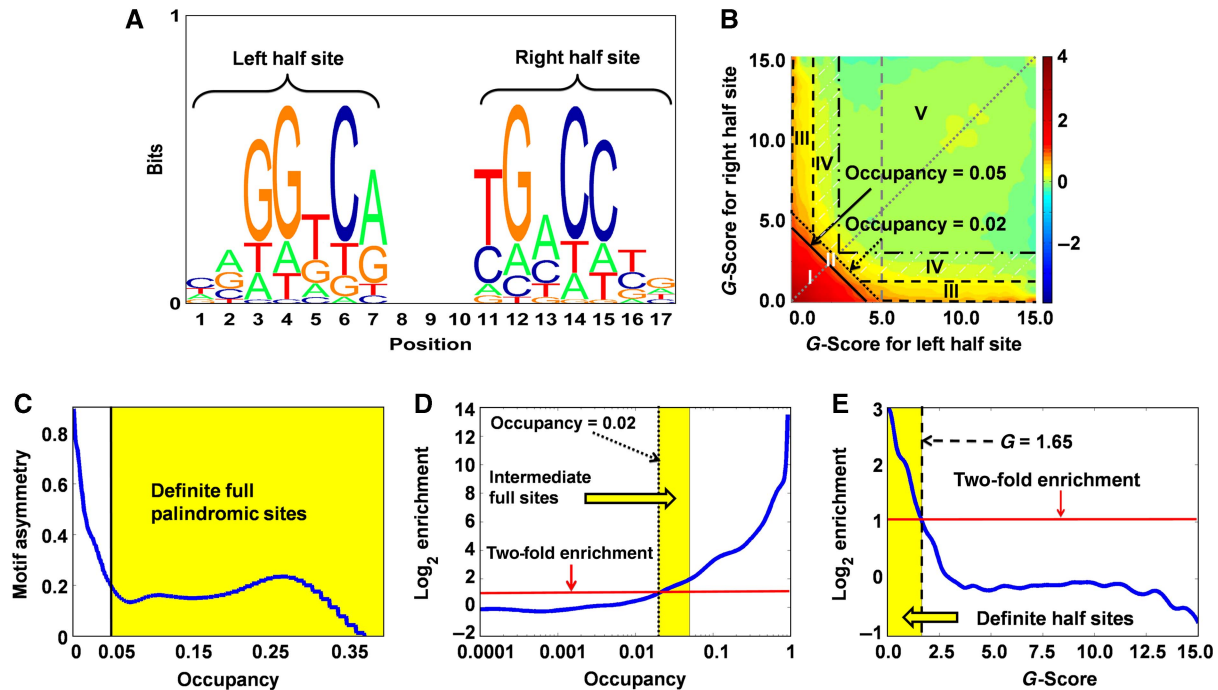 A
1
Bits
0
Left half site
Right half site
G G T C A
T G A C C
1 2 3 4 5 6 7 8 9 10 11 12 13 14 15 16 17
Position
B
G-Score for right half site
15.0
10.0
5.0
0.0
III
IV
V
Occupancy = 0.05
Occupancy = 0.02
I
II
IV
III
0.0 5.0 10.0 15.0
G-Score for left half site
4
2
0
−2
C
Motif asymmetry
0.8
0.6
0.4
0.2
0
Definite full
palindromic sites
0 0.05 0.15 0.25 0.35
Occupancy
D
Log2 enrichment
14
12
10
8
6
4
2
0
−2
Occupancy = 0.02
Intermediate
full sites
Two-fold enrichment
0.0001 0.001 0.01 0.1 1
Occupancy
E
Log2 enrichment
3
2
1
0
−1
G = 1.65
Two-fold enrichment
Definite half sites
0 2.5 5.0 7.5 10.0 12.5 15.0
G-Score